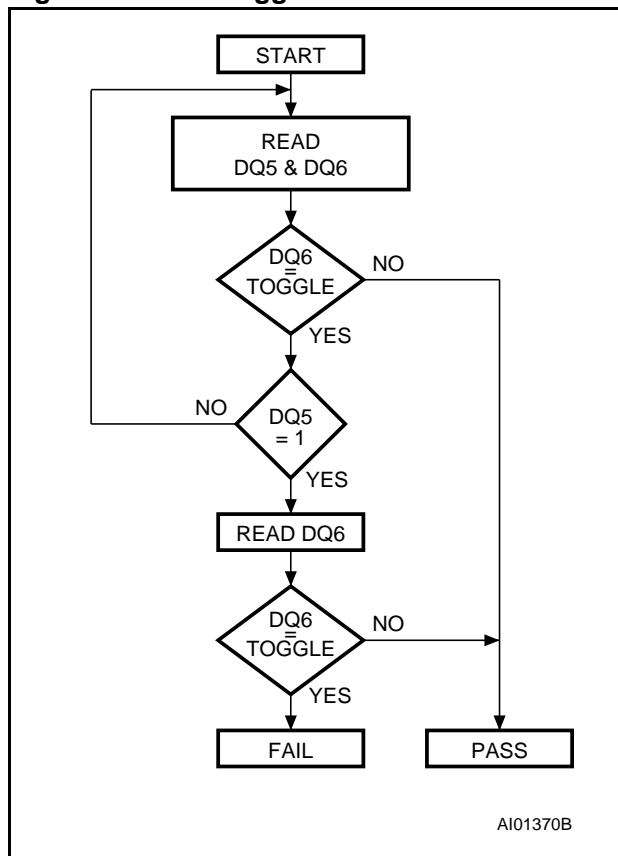 START
READ
DQ5 & DQ6
DQ6
=
TOGGLE
NO
YES
NO
DQ5
= 1
YES
READ DQ6
DQ6
=
TOGGLE
NO
YES
FAIL
PASS
AI01370B